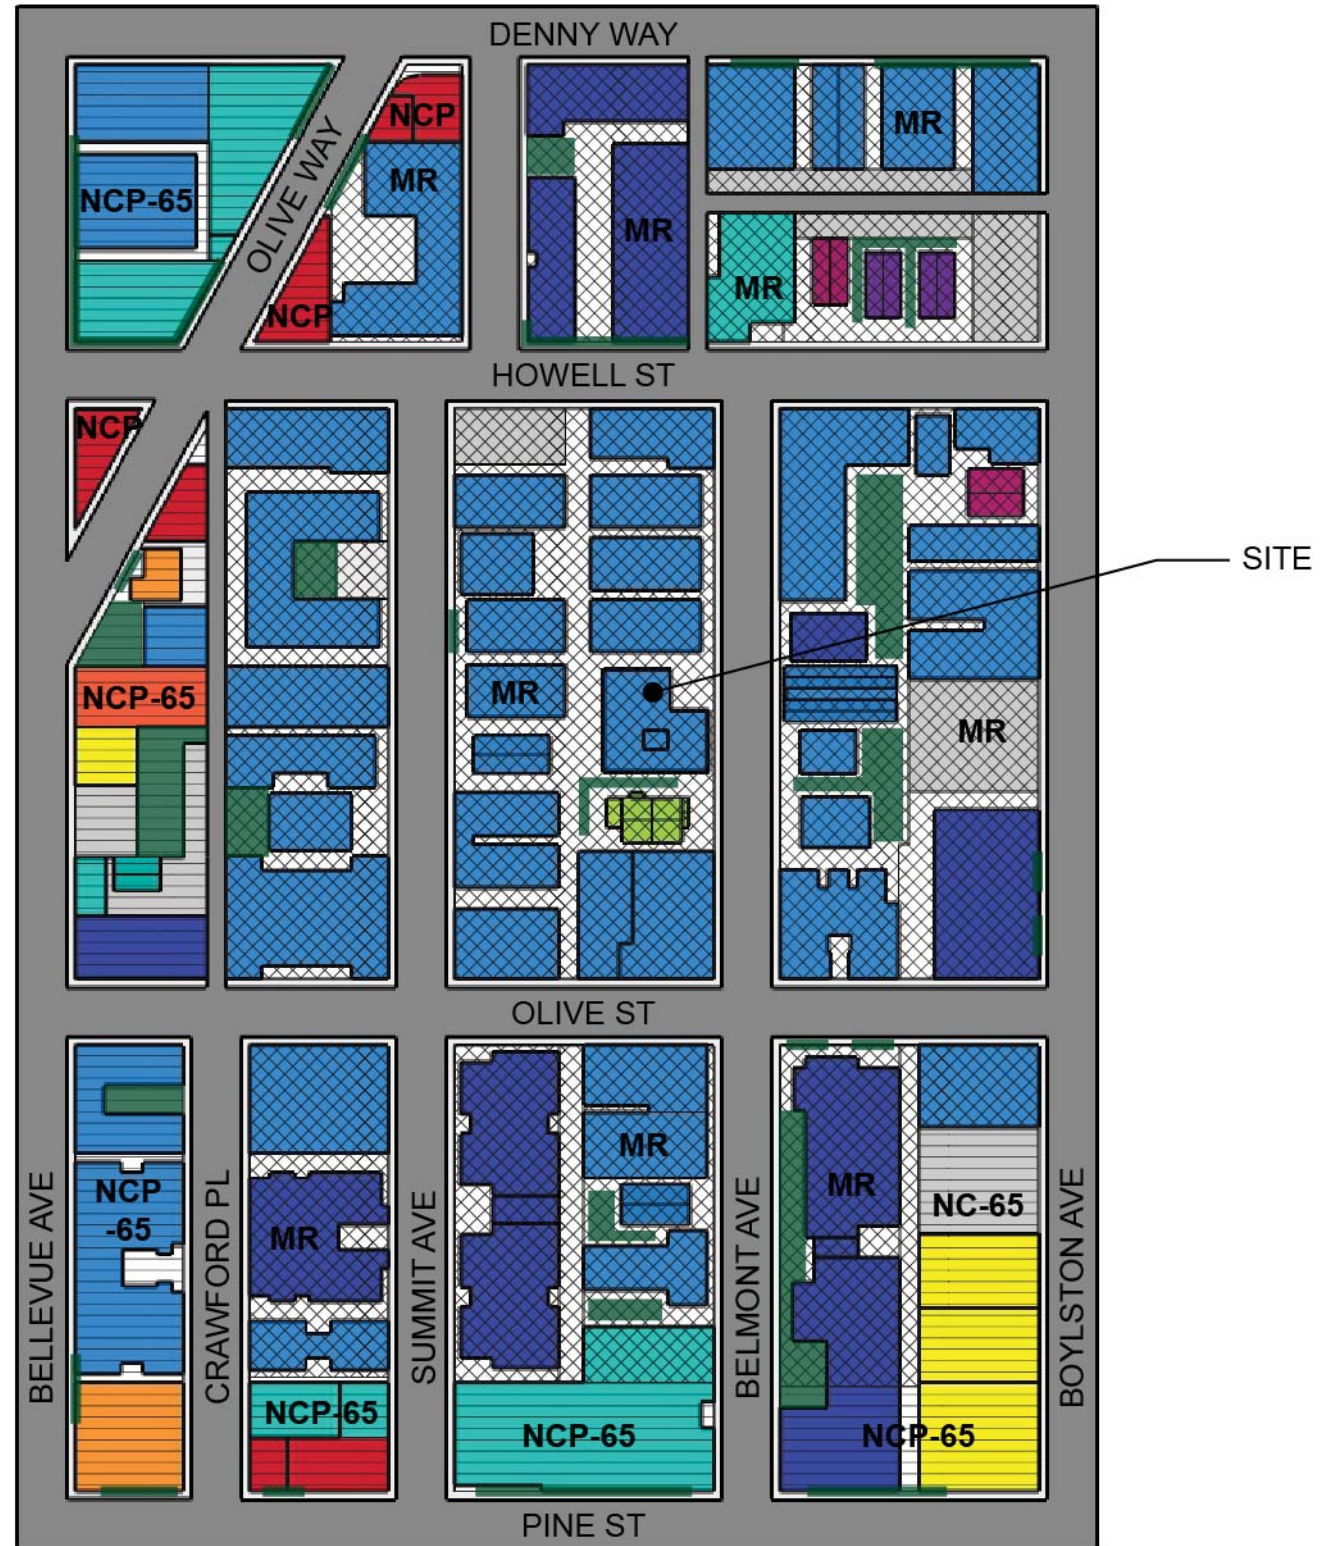 DENNY WAY
NCP
MR
MR
NCP-65
OLIVE WAY
MR
MR
NCP
HOWELL ST
NCP
SITE
NCP-65
MR
MR
OLIVE ST
MR
NCP
-65
MR
NC-65
MR
BELLEVUE AVE
CRAWFORD PL
SUMMIT AVE
BELMONT AVE
BOYLSTON AVE
NCP-65
NCP-65
NCP-65
PINE ST